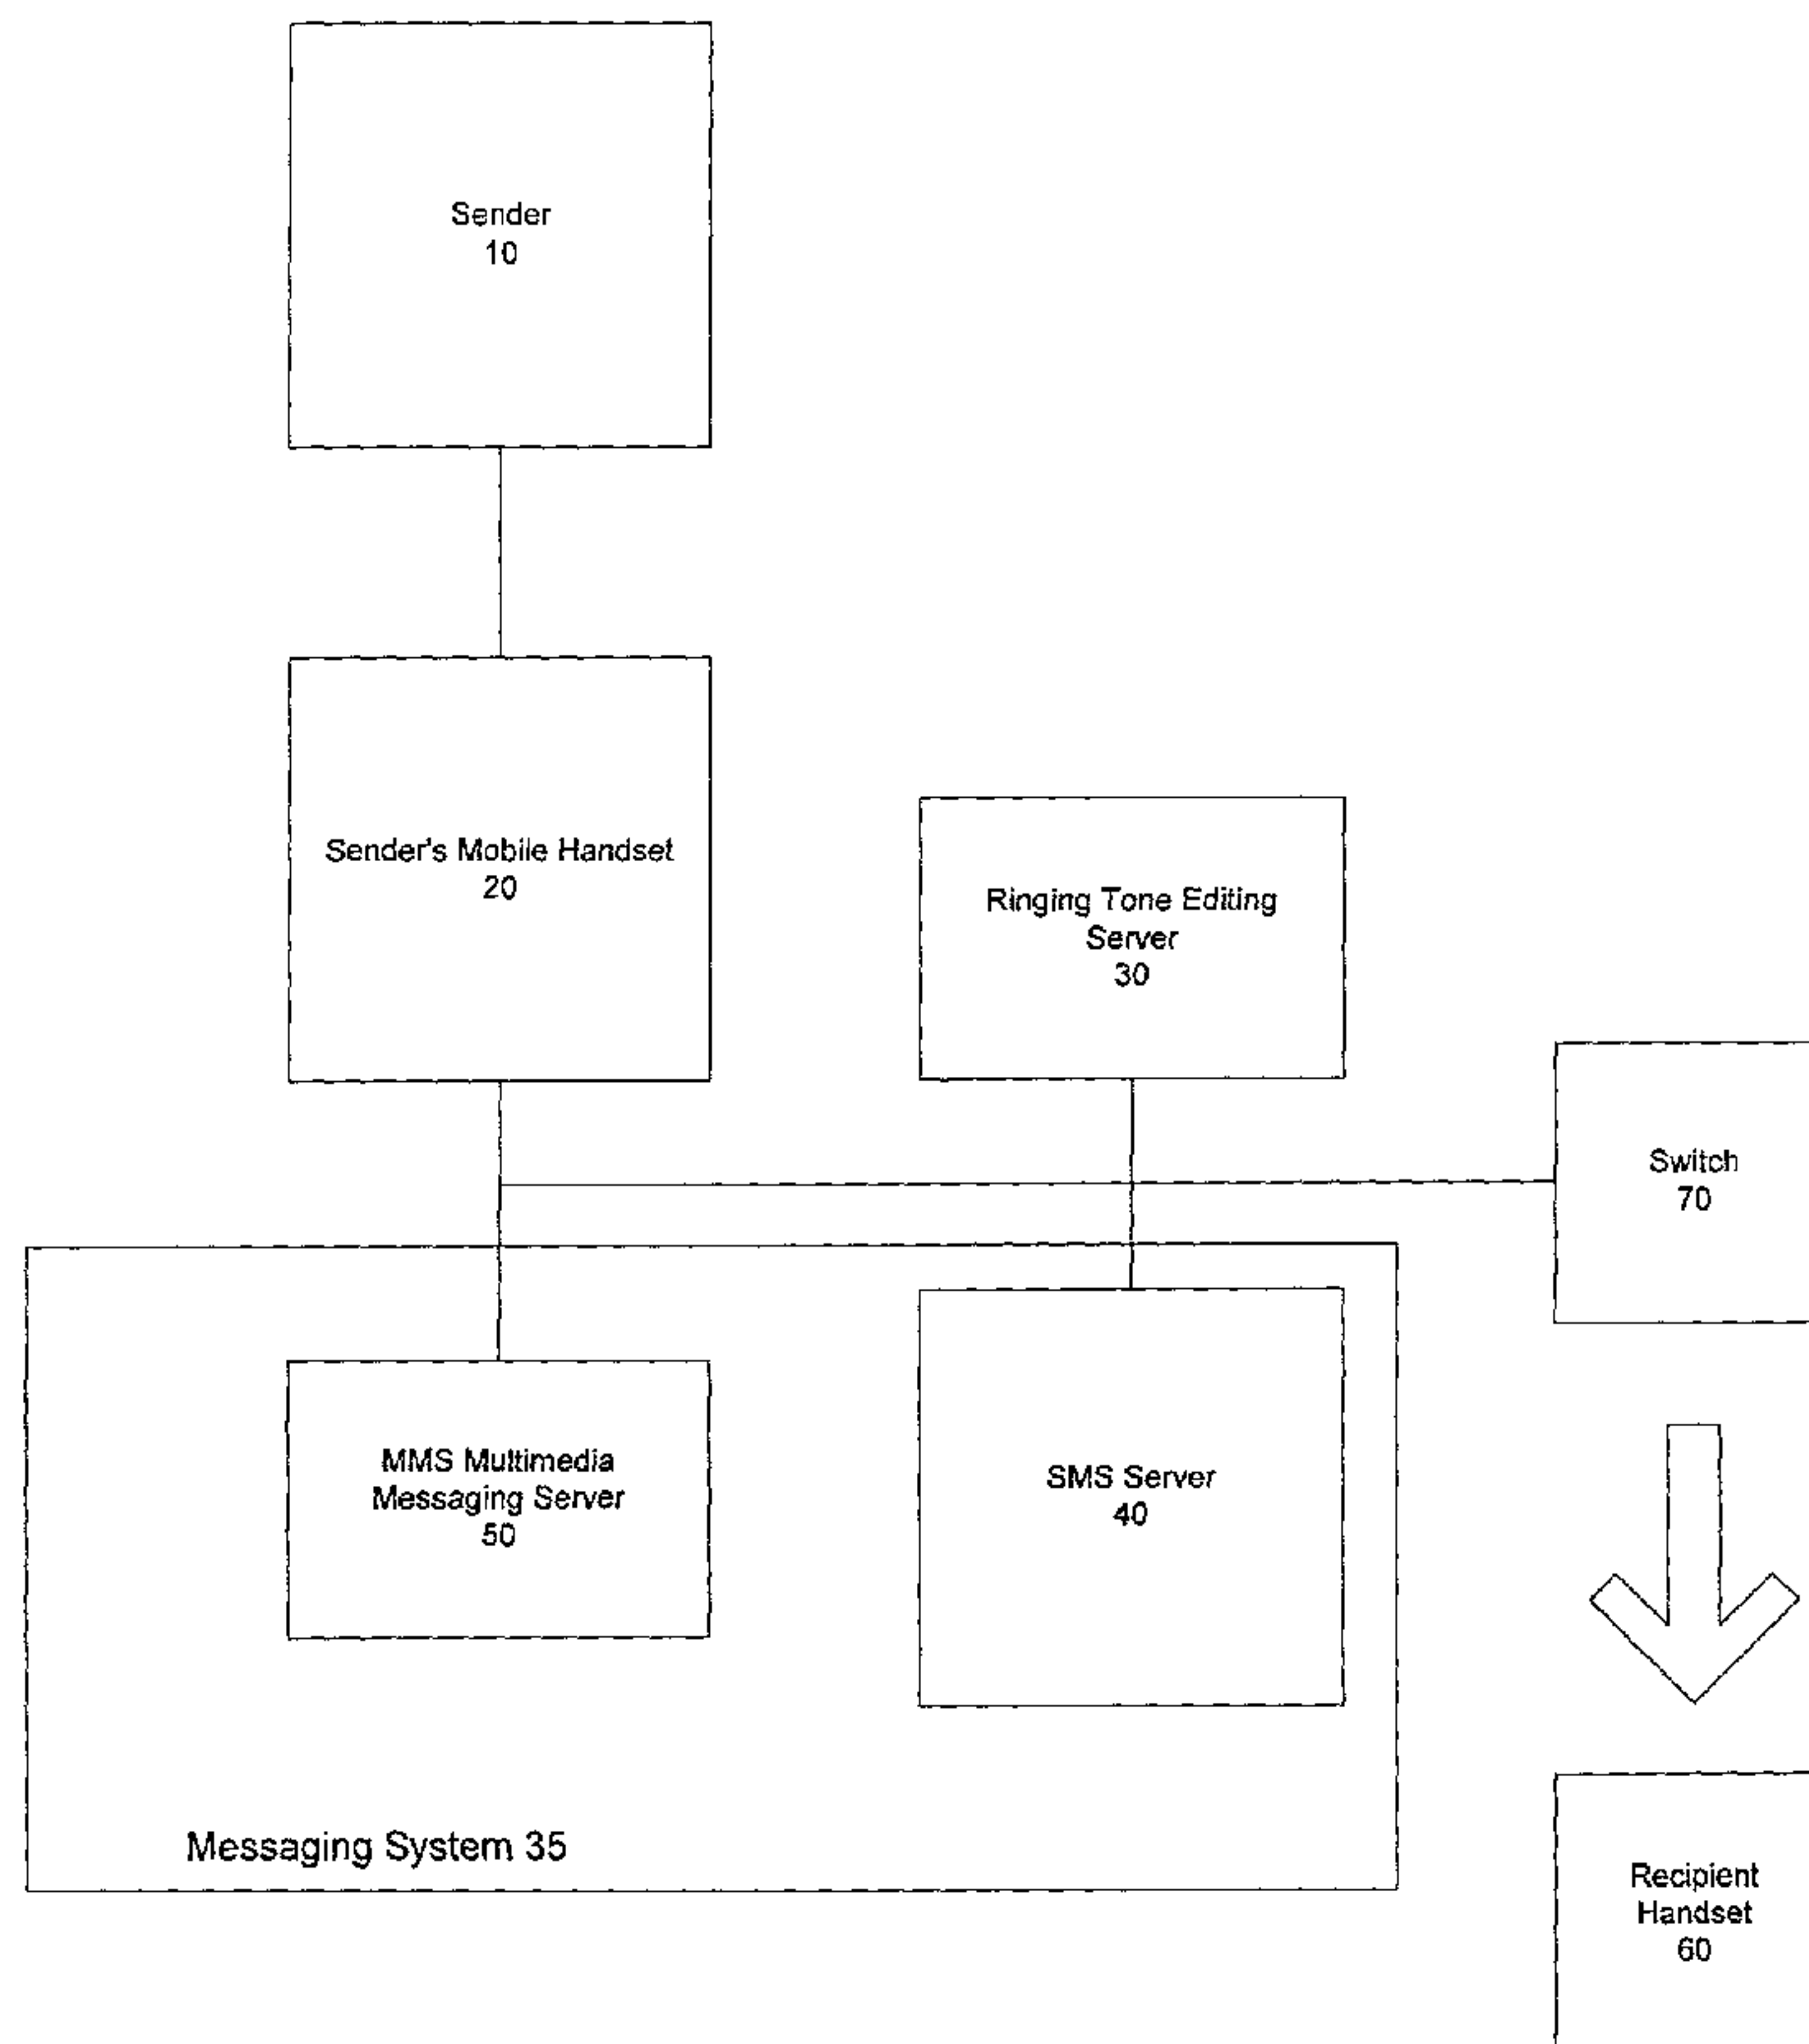 Sender
10
Sender's Mobile Handset
20
Ringing Tone Editing
Server
30
Switch
70
MMS Multimedia
Messaging Server
50
SMS Server
40
Messaging System 35
Recipient
Handset
60